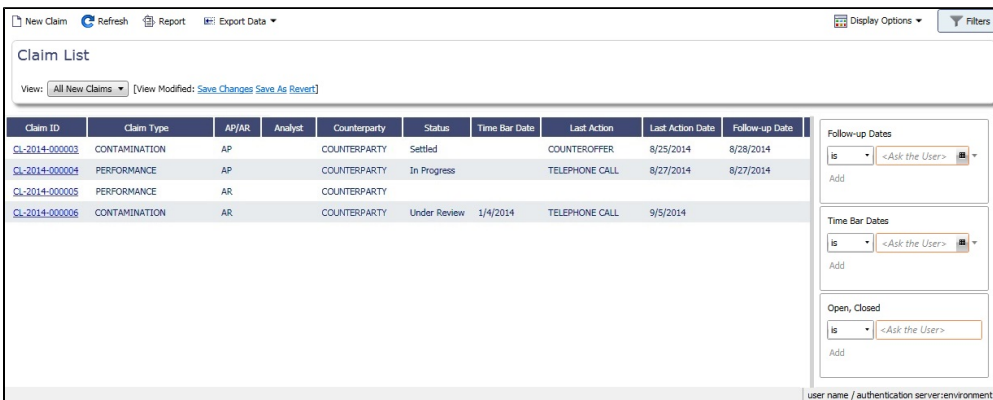 New Claim Refresh Report Export Data Display Options Filters
Claim List
View: All New Claims [View Modified: Save Changes Save As Revert]
Claim ID Claim Type AP/AR Analyst Counterparty Status Time Bar Date Last Action Last Action Date Follow-up Date
CL-2014-000003 CONTAMINATION AP COUNTERPARTY Settled COUNTEROFFER 8/25/2014 8/28/2014
CL-2014-000004 PERFORMANCE AP COUNTERPARTY In Progress TELEPHONE CALL 8/27/2014 8/27/2014
CL-2014-000005 PERFORMANCE AR COUNTERPARTY
CL-2014-000006 CONTAMINATION AR COUNTERPARTY Under Review 1/4/2014 TELEPHONE CALL 9/5/2014
Follow-up Dates
is <Ask the User>
Add
Time Bar Dates
is <Ask the User>
Add
Open, Closed
is <Ask the User>
Add
user name / authentication server:environment